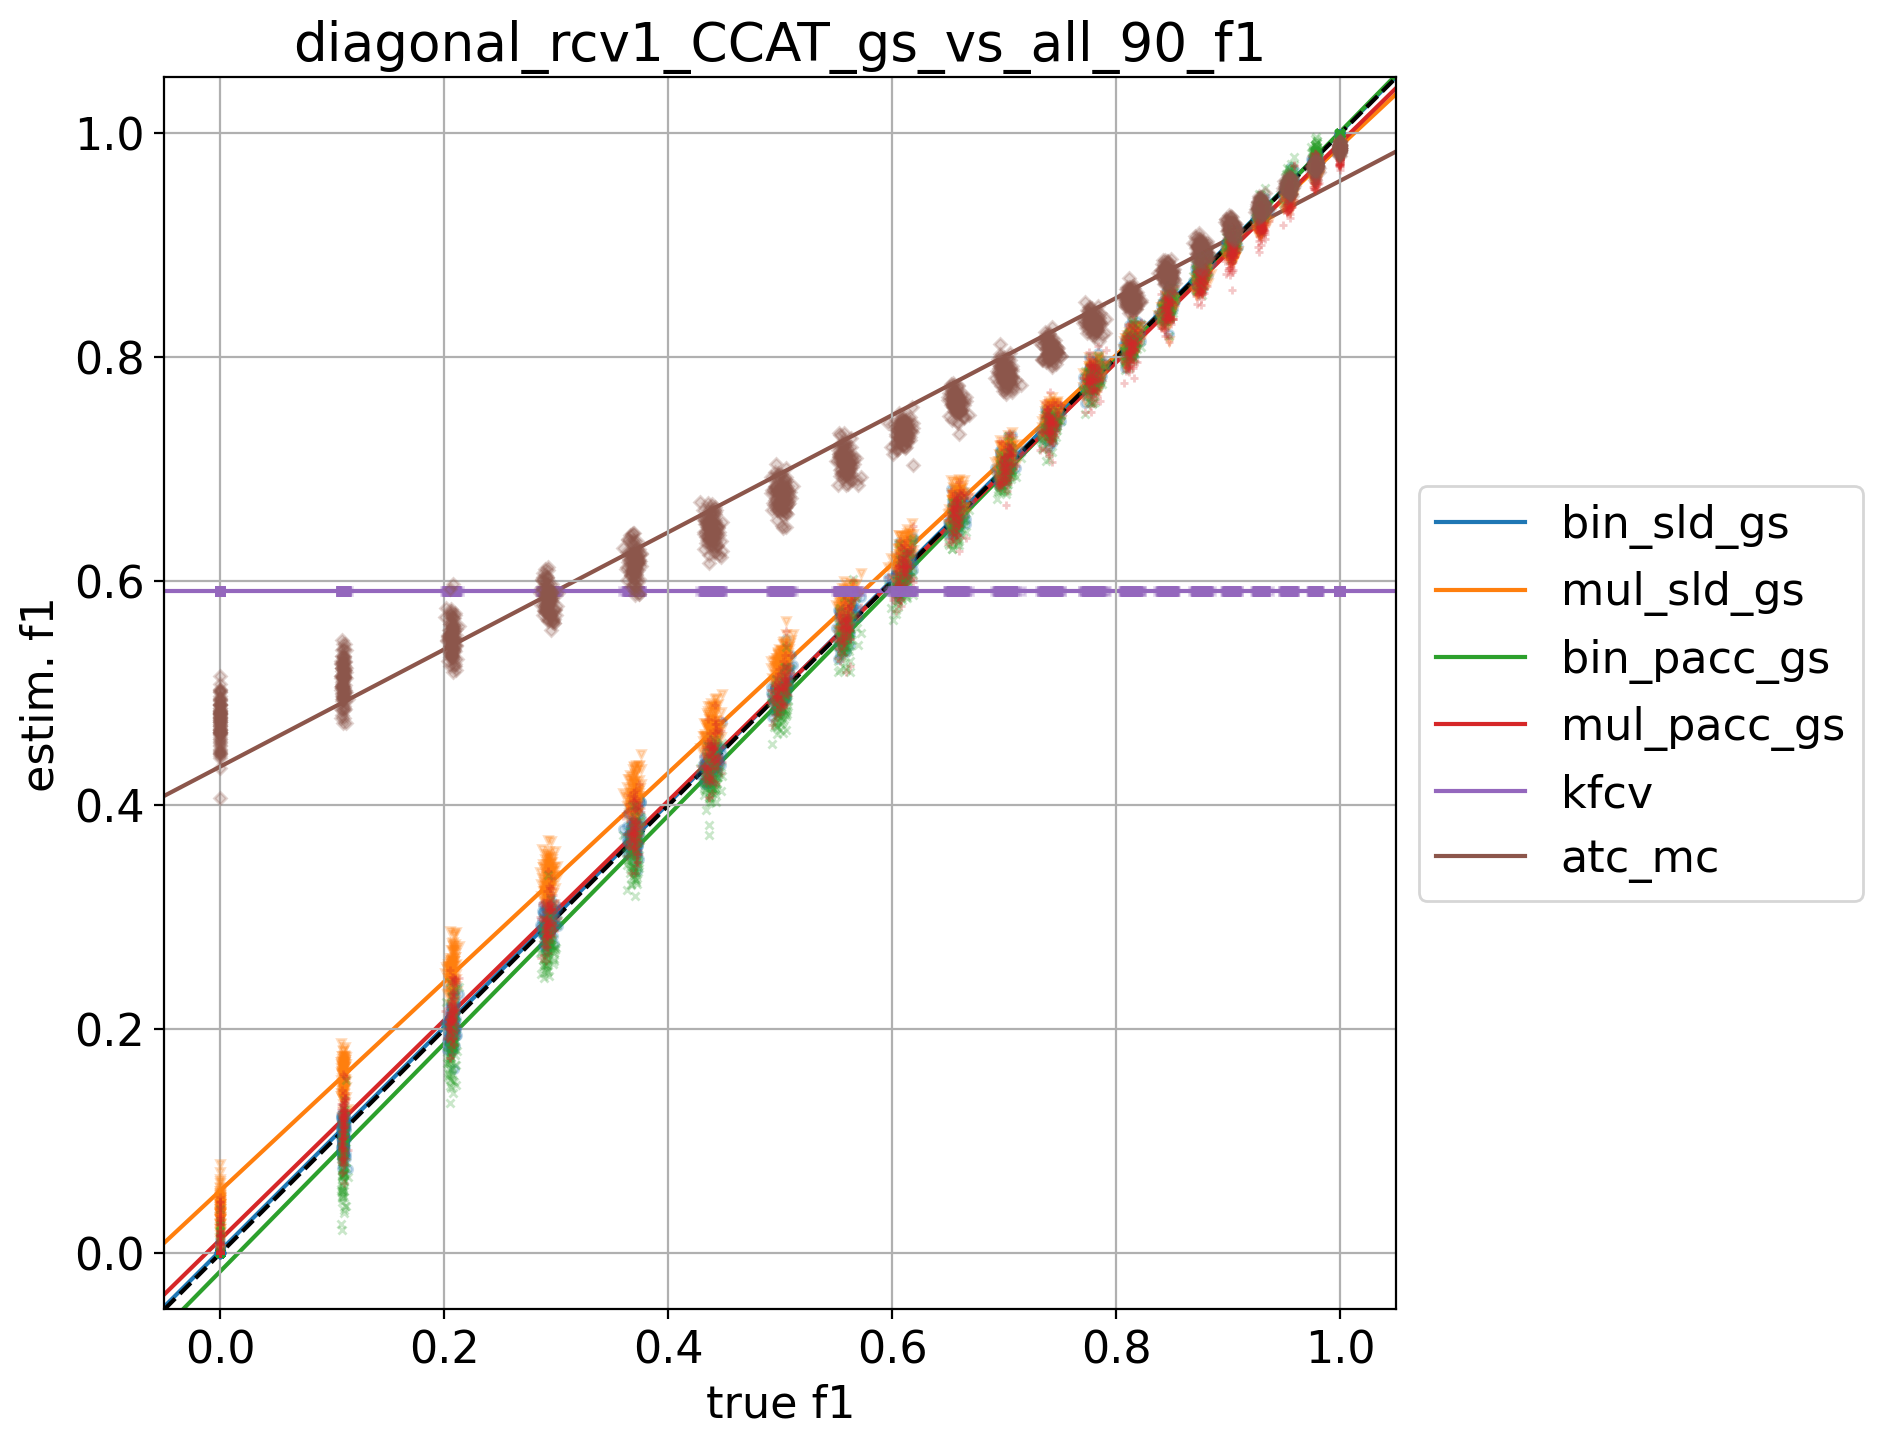 diagonal_rcv1_CCAT_gs_vs_all_90_f1
1.0
0.8
0.6
0.4
0.2
0.0
estim. f1
0.0 0.2 0.4 0.6 0.8 1.0
true f1
bin_sld_gs
mul_sld_gs
bin_pacc_gs
mul_pacc_gs
kfcv
atc_mc